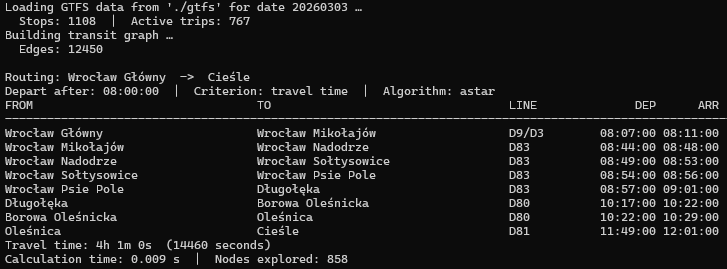 Loading GTFS data from './gtfs' for date 20260303 …
Stops: 1108 | Active trips: 767
Building transit graph …
Edges: 12450
Routing: Wrocław Główny -> Cieśle
Depart after: 08:00:00 | Criterion: travel time | Algorithm: astar
FROM TO LINE DEP ARR
Wrocław Główny Wrocław Mikołajów D9/D3 08:07:00 08:11:00
Wrocław Mikołajów Wrocław Nadodrze D83 08:44:00 08:48:00
Wrocław Nadodrze Wrocław Sołtysowice D83 08:49:00 08:53:00
Wrocław Sołtysowice Wrocław Psie Pole D83 08:54:00 08:56:00
Wrocław Psie Pole Długołęka D83 08:57:00 09:01:00
Długołęka Borowa Oleśnicka D80 10:17:00 10:22:00
Borowa Oleśnicka Oleśnica D80 10:22:00 10:29:00
Oleśnica Cieśle D81 11:49:00 12:01:00
Travel time: 4h 1m 0s (14460 seconds)
Calculation time: 0.009 s | Nodes explored: 858